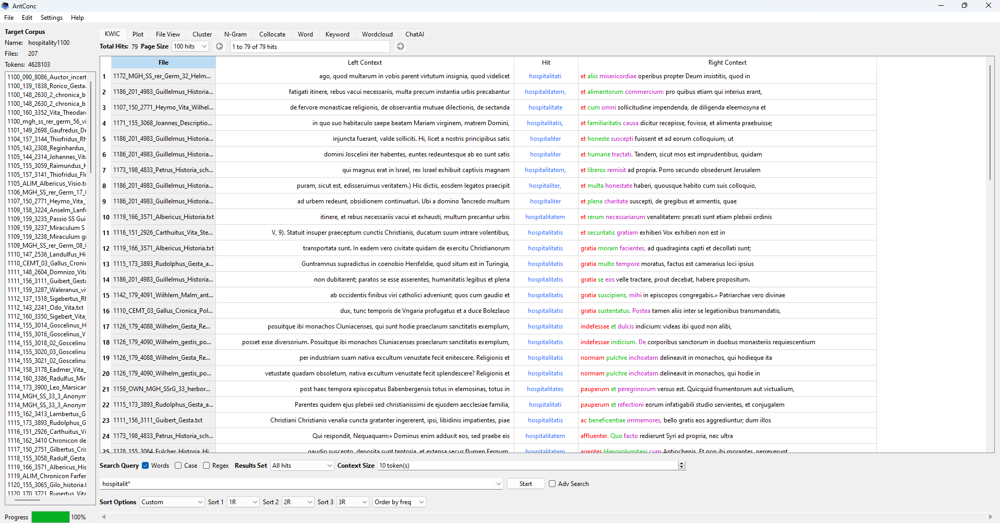 AntConc
File Edit Settings Help
Target Corpus
Name: hospitality1100
Files: 207
Tokens: 4628103
1100_090_8086_Auctor_incert
1100_139_1838_Rorico_Gesta.
1100_148_2630_2_chronica_b
1100_148_2630_2_chronica_b
1100_160_3352_Vita_Theodar
1100_mgh_ss_rer_germ_56_vi
1101_149_2698_Gaufredus_De
1104_157_3144_Thiofridus_Rh
1105_143_2308_Reginhardus_
1105_144_2314_Johannes_Vita
1105_155_3059_Raimundus_H
1105_157_3141_Thiofridus_Flo
1105_ALIM_Albericus_Visio.tx
1106_MGH_SS_rer_Germ_17_0
1107_150_2771_Heymo_Vita_
1109_158_3224_Anselm_Lanfr
1109_159_3235_Passio SS Gui
1109_159_3237_Miraculum S
1109_159_3238_Miraculum gr
1109_MGH_SS_rer_Germ_08_0
1110_147_2536_Landulfus_His
1110_CEMT_03_Gallus_Cronic
1111_148_2604_Domnizo_Vita
1111_156_3111_Guibert_Gesta
1111_159_3287_Waleranus_vi
1112_137_1518_Sigebertus_Rh
1112_143_2241_Odo_Vita.txt
1112_160_3350_Sigebert_Vita_
1114_155_3014_Goscelinus_H
1114_155_3016_Goscelinus_V
1114_155_3018_02_Goscelinus
1114_155_3020_03_Goscelinus
1114_155_3021_02_Goscelinus
1114_158_3178_Eadmer_Vita_
1114_160_3386_Radulfus_Mir
1114_173_3900_Leo_Marsicar
1114_MGH_SS_33_3_Anonym
1114_MGH_SS_33_3_Anonym
1115_162_3413_Lambertus_G
1115_173_3893_Rudolphus_G
1116_151_2926_Carthuitus_Vi
1116_162_3410 Chronicon de
1117_150_2751_Gilbertus_Cris
1118_155_3058_Radulf_Gesta_
1119_166_3571_Albericus_His
1119_ALIM_Chronicon Farfer
1120_155_3065_Gilo_historia.t
1120_170_3721_Rupertus_Vita
Progress 100%
KWIC Plot File View Cluster N-Gram Collocate Word Keyword Wordcloud ChatAI
Total Hits: 79 Page Size 100 hits 1 to 79 of 79 hits
File Left Context Hit Right Context
1 1172_MGH_SS_rer_Germ_32_Helm... ago, quod multarum in vobis parent virtutum insignia, quod videlicet hospitalitati et aliis misericordiae operibus propter Deum insistitis, quod in
2 1186_201_4983_Guillelmus_Historia... fatigati itinere, rebus vacui necessariis, multa precum instantia urbis precabantur hospitalitatem, et alimentorum commercium: pro quibus etiam qui interius erant,
3 1107_150_2771_Heymo_Vita_Wilhel... de fervore monasticae religionis, de observantia mutuae dilectionis, de sectanda hospitalitate et cum omni sollicitudine impendenda, de diligenda eleemosyna et
4 1171_155_3068_Joannes_Descriptio... in quo suo habitaculo saepe beatam Mariam virginem, matrem Domini, hospitalitatis, et familiaritatis causa dicitur recepisse, fovisse, et alimenta praebuisse;
5 1186_201_4983_Guillelmus_Historia... injuncta fuerant, valde solliciti. Hi, licet a nostris principibus satis hospitaliter et honeste suscepti fuissent et ad eorum colloquium, ut
6 1186_201_4983_Guillelmus_Historia... domini Joscelini iter habentes, euntes redeuntesque ab eo sunt satis hospitaliter et humane tractati. Tandem, sicut mos est imprudentibus, quidam
7 1173_198_4833_Petrus_Historia_sch... qui magnus erat in Israel, rex Israel exhibuit captivis magnam hospitalitatem, et liberos remisit ad propria. Porro secundo obsederunt Jerusalem
8 1186_201_4983_Guillelmus_Historia... puram, sicut est, edisseruimus veritatem.) His dictis, eosdem legatos praecipit hospitaliter, et multa honestate haberi, quousque habito cum suis colloquio,
9 1186_201_4983_Guillelmus_Historia... ad urbem redeunt, obsidionem continuaturi. Ubi a domino Tancredo multum hospitaliter et plena charitate suscepti, de gregibus et armentis, quae
10 1119_166_3571_Albericus_Historia.txt itinere, et rebus necessariis vacui et exhausti, multum precantur urbis hospitalitatem et rerum necessariarum venalitatem: precati sunt etiam plebeii ordinis
11 1116_151_2926_Carthuitus_Vita_Ste... V, 9). Statuit insuper praeceptum cunctis Christianis, ducatum suum intrare volentibus, hospitalitatis et securitatis gratiam exhiberi Vox exhiberi non est in
12 1119_166_3571_Albericus_Historia.txt transportata sunt. In eadem vero civitate quidam de exercitu Christianorum hospitalitatis gratia moram facientes, ad quadraginta capti et decollati sunt;
13 1115_173_3893_Rudolphus_Gesta_a... Guntramnus supradictus in coenobio Hersfeldie, quod situm est in Turingia, hospitalitatis gratia multo tempore moratus, factus est camerarius loci ipsius
14 1186_201_4983_Guillelmus_Historia... non dubitarent; paratos se esse asserentes, humanitatis legibus et plena hospitalitatis gratia se eos velle tractare, prout decebat, habere propositum.
15 1142_179_4091_Wilhlem_Malm_ant... ab occidentis finibus viri catholici adveniunt; quos cum gaudio et hospitalitatis gratia suscipiens, mihi in episcopos congregabis.» Patriarchae vero divinae
16 1110_CEMT_03_Gallus_Cronica_Pol... dux, tunc temporis de Vngaria profugatus et a duce Bolezlauo hospitalitatis gratia sustentatus. Postea tamen aliis inter se legationibus transmandatis,
17 1126_179_4088_Wilhelm_Gesta_Re... posuitque ibi monachos Cluniacenses, qui sunt hodie praeclarum sanctitatis exemplum, hospitalitatis indefessae et dulcis indicium: videas ibi quod non alibi,
18 1126_179_4090_Wilhelm_gestis_po... posset esse diversorium. Posuitque ibi monachos Cluniacenses praeclarum sanctitatis exemplum, hospitalitatis indefessae indicium. De corporibus sanctorum in duobus monasteriis requiescentium
19 1126_179_4088_Wilhelm_Gesta_Re... per industriam suam nativa excultum venustate fecit enitescere. Religionis et hospitalitatis normam pulchre inchoatam delineavit in monachos, qui hodieque ita
20 1126_179_4090_Wilhelm_gestis_po... vetustate quadam obsoletum, nativa excultum venustate fecit splendescere? Religionis et hospitalitatis normam pulchre inchoatam delineavit in monachos, qui hodie in
21 1159_OWN_MGH_SSrG_33_herbor... post haec ternpora episcopatus Babenbergensis totus in elemosinas, totus in hospitalitates pauperum et peregrinorum versus est. Quicquid frumentorum aut victualium,
22 1115_173_3893_Rudolphus_Gesta_a... Parentes quidem ejus plebeii sed christianissimi de ejusdem aecclesiae familia, hospitalitati pauperum et refectioni eorum infatigabili studio servientes, et conjugalem
23 1111_156_3111_Guibert_Gesta.txt Christiani Christianis venalia cuncta gratanter ingererent, ipsi, libidinis impatientes, piae hospitalitatis ac beneficentiae immemores, bello gratis eos aggrediuntur; dum illos
24 1173_198_4833_Petrus_Historia_sch... Qui respondit, Nequaquam:» Dominus enim adduxit eos, sed praebe eis hospitalitatem affluenter. Quo facto redierunt Syri ad propria, nec ultra
25 1128_155_3064_Fulcher_Historia_Hi... gaudio suscepto, deposita sunt tentoria, et extensa secus flumen Fernum hospitalitatem agentes Hierosolymitani cum Antiochenis. Et non ibi morantes, perrexerunt
Search Query Words Case Regex Results Set All hits Context Size 10 token(s)
hospitalit* Start Adv Search
Sort Options Custom Sort 1 1R Sort 2 2R Sort 3 3R Order by freq